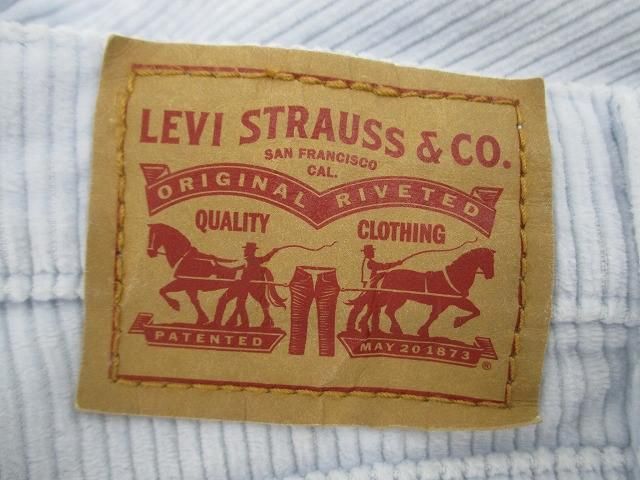 LEVI STRAUSS & CO.
SAN FRANCISCO
CAL.
ORIGINAL RIVETED
QUALITY CLOTHING
PATENTED MAY 20 1873
®